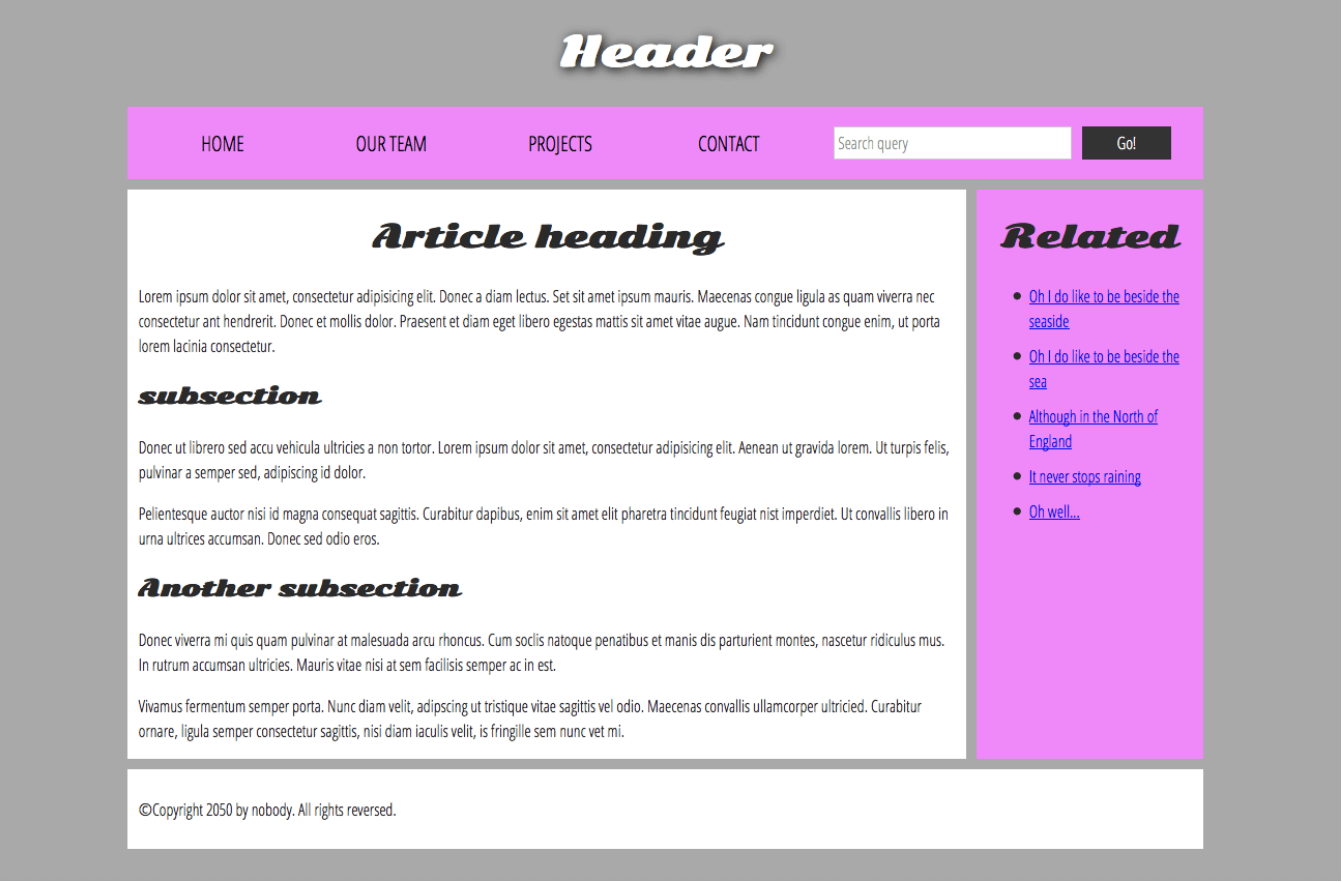 Header
HOME
OUR TEAM
PROJECTS
CONTACT
Search query
Go!
Article heading
Lorem ipsum dolor sit amet, consectetur adipisicing elit. Donec a diam lectus. Set sit amet ipsum mauris. Maecenas congue ligula as quam viverra nec
consectetur ant hendrerit. Donec et mollis dolor. Praesent et diam eget libero egestas mattis sit amet vitae augue. Nam tincidunt congue enim, ut porta
lorem lacinia consectetur.
subsection
Donec ut librero sed accu vehicula ultricies a non tortor. Lorem ipsum dolor sit amet, consectetur adipisicing elit. Aenean ut gravida lorem. Ut turpis felis,
pulvinar a semper sed, adipiscing id dolor.
Pelientesque auctor nisi id magna consequat sagittis. Curabitur dapibus, enim sit amet elit pharetra tincidunt feugiat nist imperdiet. Ut convallis libero in
urna ultrices accumsan. Donec sed odio eros.
Another subsection
Donec viverra mi quis quam pulvinar at malesuada arcu rhoncus. Cum soclis natoque penatibus et manis dis parturient montes, nascetur ridiculus mus.
In rutrum accumsan ultricies. Mauris vitae nisi at sem facilisis semper ac in est.
Vivamus fermentum semper porta. Nunc diam velit, adipscing ut tristique vitae sagittis vel odio. Maecenas convallis ullamcorper ultricied. Curabitur
ornare, ligula semper consectetur sagittis, nisi diam iaculis velit, is fringille sem nunc vet mi.
Related
Oh I do like to be beside the
seaside
Oh I do like to be beside the
sea
Although in the North of
England
It never stops raining
Oh well...
©Copyright 2050 by nobody. All rights reversed.